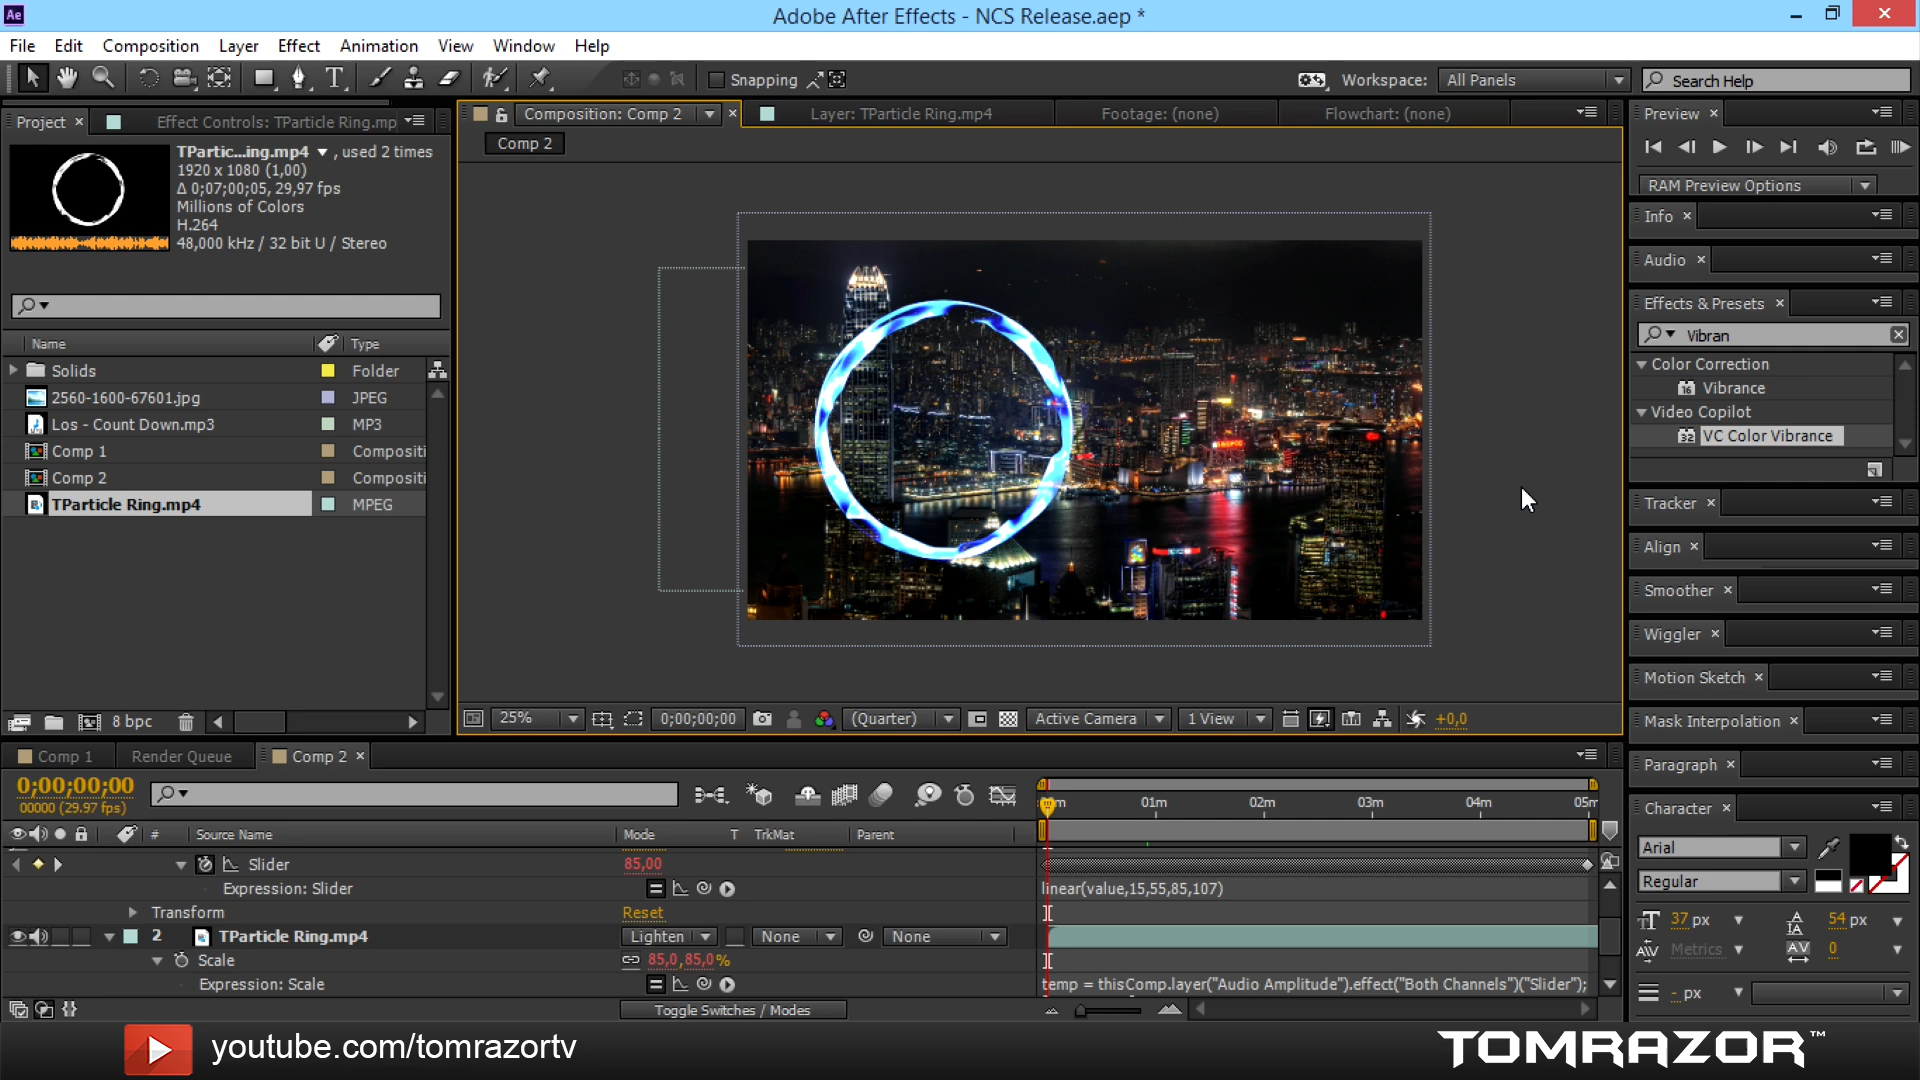 Ae
Adobe After Effects - NCS Release.aep *
File Edit Composition Layer Effect Animation View Window Help
Snapping
Workspace: All Panels
Search Help
Project ×
Effect Controls: TParticle Ring.mp
Composition: Comp 2 ×
Layer: TParticle Ring.mp4
Footage: (none)
Flowchart: (none)
Comp 2
TPartic...ing.mp4 ▼ , used 2 times
1920 x 1080 (1,00)
Δ 0;07;00;05, 29,97 fps
Millions of Colors
H.264
48,000 kHz / 32 bit U / Stereo
Name Type
Solids Folder
2560-1600-67601.jpg JPEG
Los - Count Down.mp3 MP3
Comp 1 Compositi
Comp 2 Compositi
TParticle Ring.mp4 MPEG
8 bpc
25% 0;00;00;00 (Quarter) Active Camera 1 View +0,0
Preview ×
RAM Preview Options
Info ×
Audio ×
Effects & Presets ×
Vibran
Color Correction
16 Vibrance
Video Copilot
32 VC Color Vibrance
Tracker ×
Align ×
Smoother ×
Wiggler ×
Motion Sketch ×
Mask Interpolation ×
Paragraph ×
Character ×
Arial
Regular
37 px 54 px
Metrics 0
- px
Comp 1 Render Queue Comp 2 ×
0;00;00;00
00000 (29.97 fps)
01m 02m 03m 04m 05m
# Source Name Mode T TrkMat Parent
Slider 85,00
Expression: Slider linear(value,15,55,85,107)
Transform Reset
2 TParticle Ring.mp4 Lighten None None
Scale 85,0,85,0%
Expression: Scale temp = thisComp.layer("Audio Amplitude").effect("Both Channels")("Slider");
Toggle Switches / Modes
youtube.com/tomrazortv
TOMRAZOR™